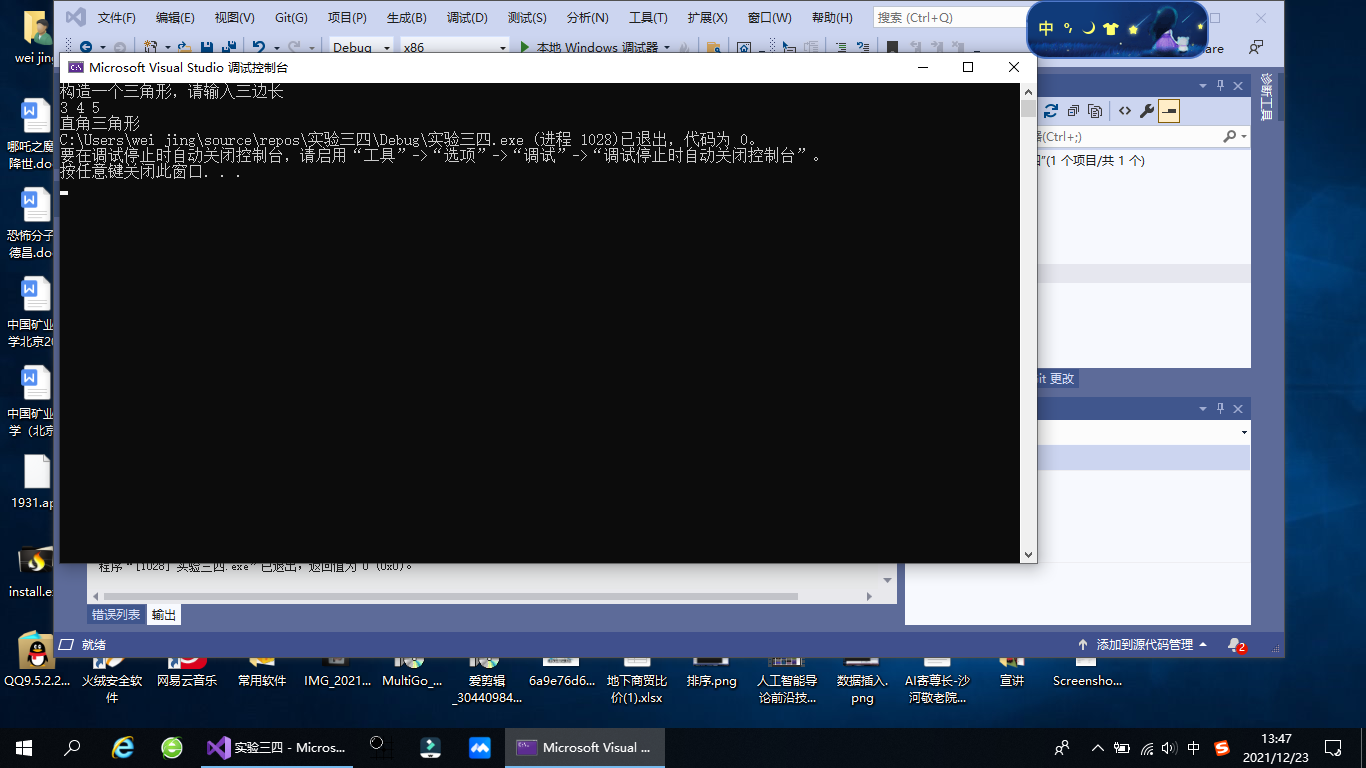 文件(F) 编辑(E) 视图(V) Git(G) 项目(P) 生成(B) 调试(D) 测试(S) 分析(N) 工具(T) 扩展(X) 窗口(W) 帮助(H) 搜索 (Ctrl+Q)
中
Debug x86 本地 Windows 调试器
Microsoft Visual Studio 调试控制台
构造一个三角形，请输入三边长
3 4 5
直角三角形
C:\Users\wei jing\source\repos\实验三四\Debug\实验三四.exe (进程 1028)已退出，代码为 0。
要在调试停止时自动关闭控制台，请启用“工具”->“选项”->“调试”->“调试停止时自动关闭控制台”。
按任意键关闭此窗口. . .
诊断工具
(Ctrl+;)
(1 个项目/共 1 个)
更改
程序“[1028] 实验三四.exe”已退出，返回值为 0 (0x0)。
错误列表 输出
就绪
添加到源代码管理
2
wei jing
哪吒之魔
降世.do
恐怖分子
德昌.do
中国矿业
学北京20
中国矿业
学（北京
1931.ap
install.e
QQ9.5.2.2...
火绒安全软
件
网易云音乐
常用软件
IMG_2021...
MultiGo_...
爱剪辑
_30440984...
6a9e76d6...
地下商贸比
价(1).xlsx
排序.png
人工智能导
论前沿技...
数据插入.
png
AI寄尊长-沙
河敬老院...
宣讲
Screensho...
实验三四 - Micros...
Microsoft Visual ...
中
13:47
2021/12/23